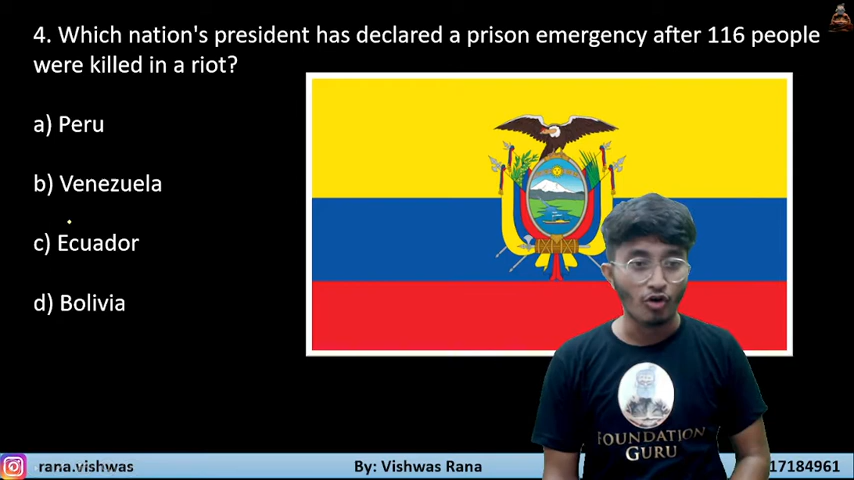 4. Which nation's president has declared a prison emergency after 116 people
were killed in a riot?
a) Peru
b) Venezuela
c) Ecuador
d) Bolivia
FOUNDATION
GURU
rana.vishwas
By: Vishwas Rana
17184961